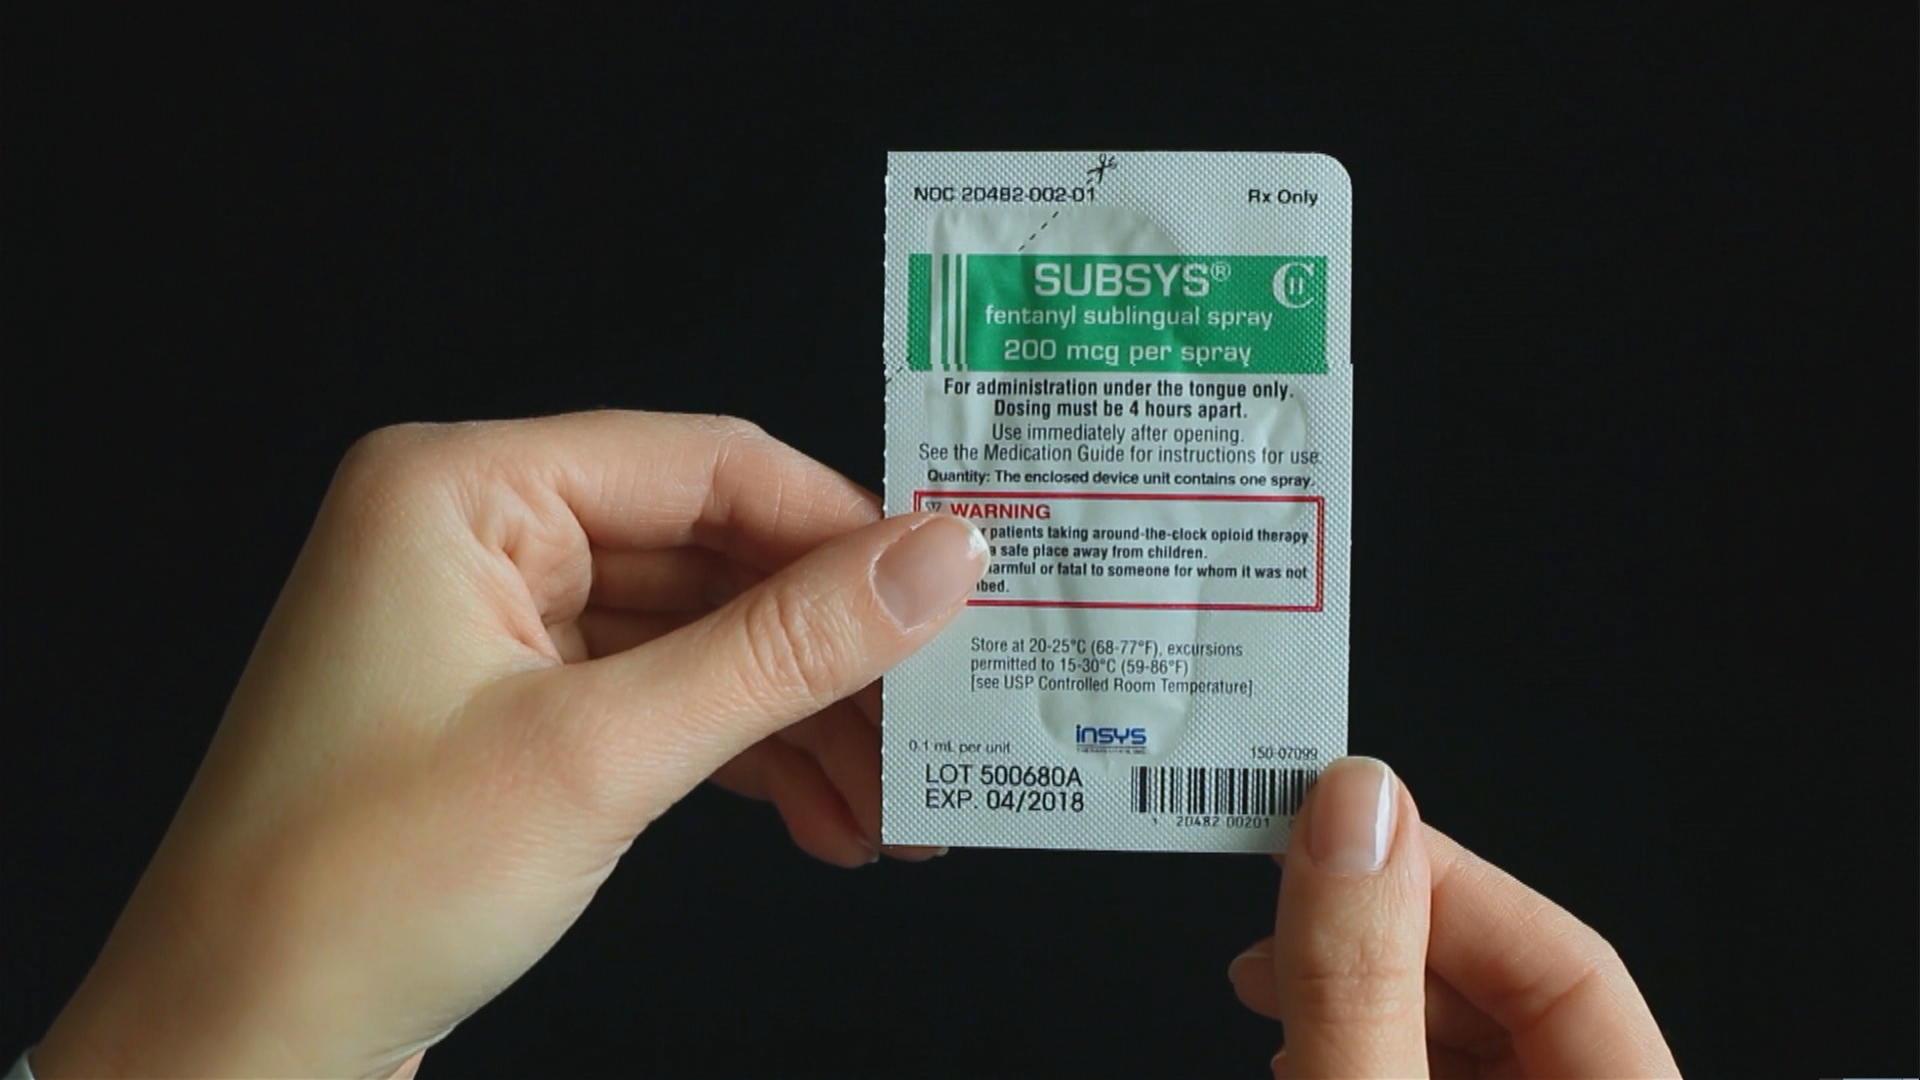 NDC 20482-002-01
Rx Only
SUBSYS® CII
fentanyl sublingual spray
200 mcg per spray
For administration under the tongue only.
Dosing must be 4 hours apart.
Use immediately after opening.
See the Medication Guide for instructions for use.
Quantity: The enclosed device unit contains one spray.
WARNING
patients taking around-the-clock opioid therapy
safe place away from children.
or fatal to someone for whom it was not
Store at 20-25°C (68-77°F), excursions
permitted to 15-30°C (59-86°F)
[see USP Controlled Room Temperature]
insys
0.1 mL per unit
150-07099
LOT 500680A
EXP. 04/2018
1 20482 00201